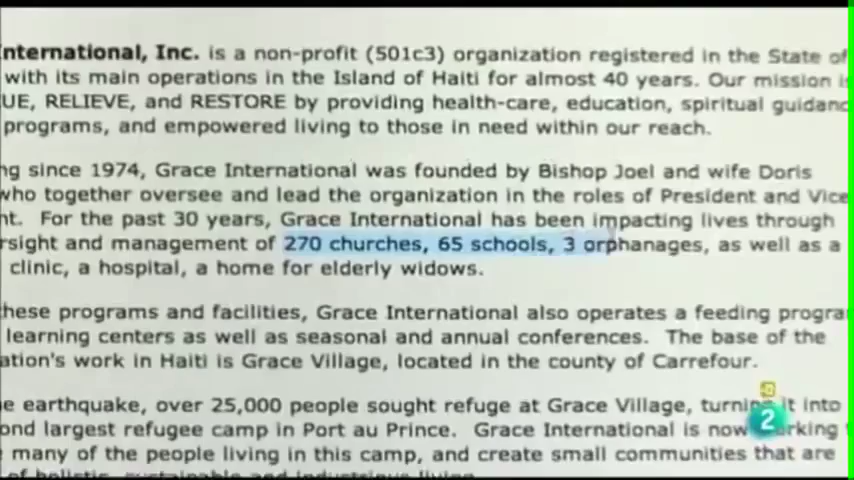 nternational, Inc. is a non-profit (501c3) organization registered in the State of
with its main operations in the Island of Haiti for almost 40 years. Our mission is
UE, RELIEVE, and RESTORE by providing health-care, education, spiritual guidanc
programs, and empowered living to those in need within our reach.
ng since 1974, Grace International was founded by Bishop Joel and wife Doris
who together oversee and lead the organization in the roles of President and Vice
nt. For the past 30 years, Grace International has been impacting lives through
rsight and management of 270 churches, 65 schools, 3 orphanages, as well as a
clinic, a hospital, a home for elderly widows.
hese programs and facilities, Grace International also operates a feeding progra
learning centers as well as seasonal and annual conferences. The base of the
ation's work in Haiti is Grace Village, located in the county of Carrefour.
e earthquake, over 25,000 people sought refuge at Grace Village, turning it into
ond largest refugee camp in Port au Prince. Grace International is now
many of the people living in this camp, and create small communities that are
of holistic, sustainable and industrious living
2